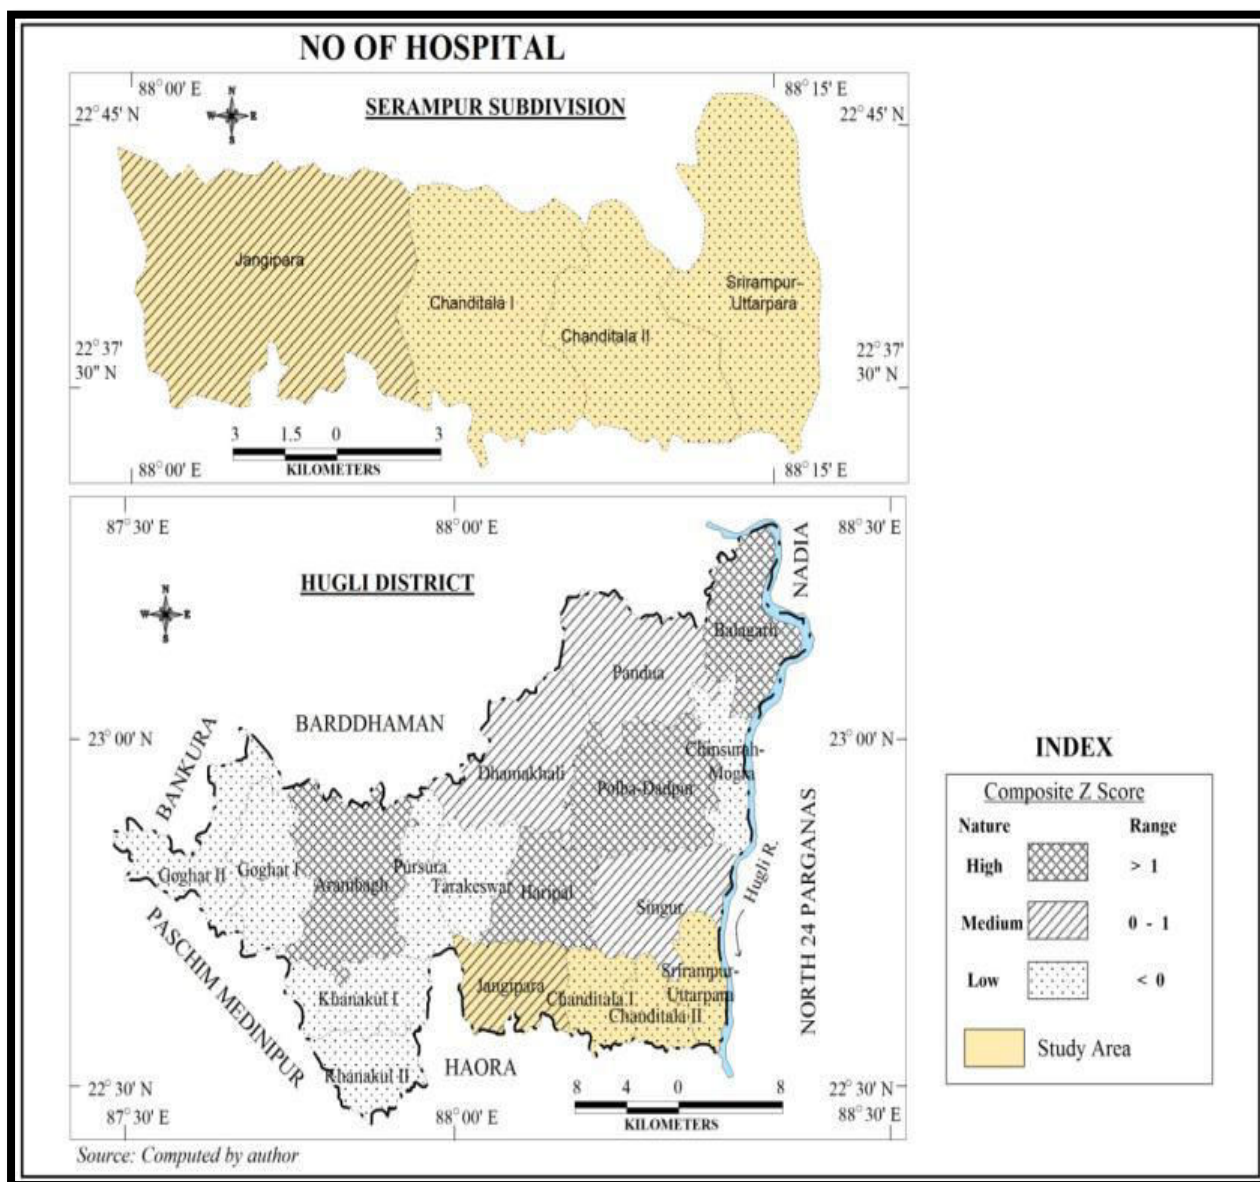 NO OF HOSPITAL
88° 00' E
88° 15' E
N
W E
S
SERAMPUR SUBDIVISION
22° 45' N
22° 45' N
Jangipara
Chanditala I
Srirampur-
Uttarpara
Chanditala II
22° 37'
30" N
22° 37'
30" N
3 1.5 0 3
KILOMETERS
88° 00' E
88° 15' E
87° 30' E
88° 00' E
88° 30' E
NADIA
HUGLI DISTRICT
N
W E
S
Balagarh
Pandua
BARDDHAMAN
BANKURA
23° 00' N
23° 00' N
Chinsurah-
Mogra
Dhamakhali
Polba-Dadpur
NORTH 24 PARGANAS
Hugli R.
Goghat II
Goghat I
Arambagh
Pursura
Tarakeswar
Haripal
Singur
PASCHIM MEDINIPUR
Srirampur-
Uttarpara
Jangipara
Chanditala I
Chanditala II
Khanakul I
Khanakul II
HAORA
22° 30' N
22° 30' N
8 4 0 8
KILOMETERS
87° 30' E
88° 00' E
88° 30' E
Source: Computed by author
INDEX
Composite Z Score
Nature Range
High > 1
Medium 0 - 1
Low < 0
Study Area